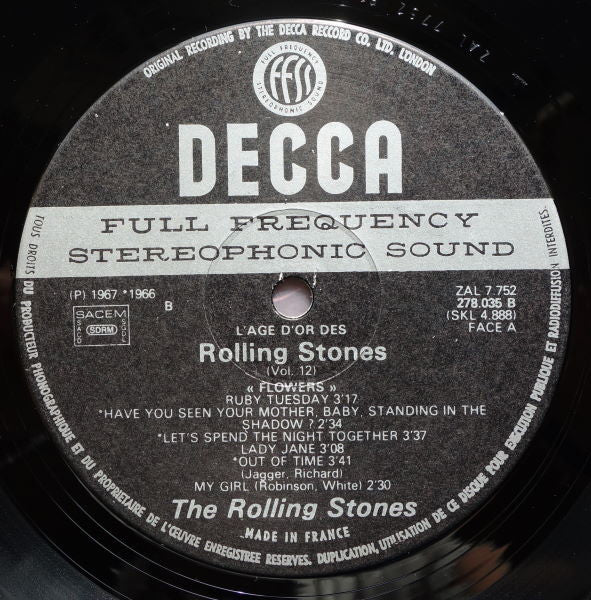 ORIGINAL RECORDING BY THE DECCA RECCORD CO. LTD. LONDON
FULL FREQUENCY
FFSS
STEREOPHONIC SOUND
DECCA
FULL FREQUENCY
STEREOPHONIC SOUND
(P) 1967 *1966
B
SACEM
SDRM
ZAL 7.752
278.035 B
(SKL 4.888)
FACE A
L'AGE D'OR DES
Rolling Stones
(Vol. 12)
« FLOWERS »
RUBY TUESDAY 3'17
*HAVE YOU SEEN YOUR MOTHER, BABY, STANDING IN THE
SHADOW ? 2'34
*LET'S SPEND THE NIGHT TOGETHER 3'37
LADY JANE 3'08
*OUT OF TIME 3'41
(Jagger, Richard)
MY GIRL (Robinson, White) 2'30
The Rolling Stones
MADE IN FRANCE
TOUS DROITS DU PRODUCTEUR PHONOGRAPHIQUE ET DU PROPRIETAIRE DE L'ŒUVRE ENREGISTREE RESERVES. DUPLICATION, UTILISATION DE CE DISQUE POUR EXECUTION PUBLIQUE ET RADIODIFFUSION INTERDITES.